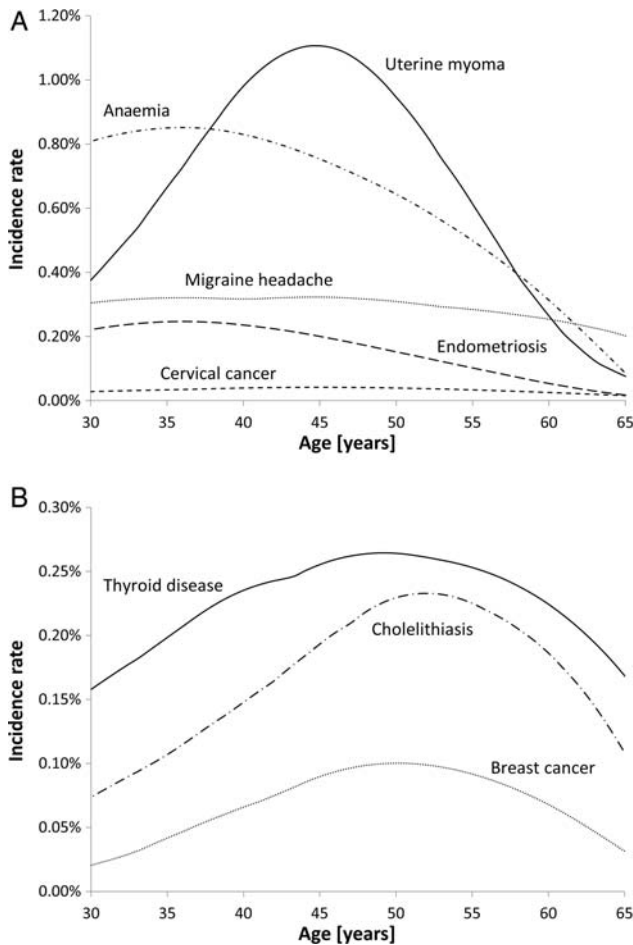 A
1.20%
1.00%
0.80%
0.60%
0.40%
0.20%
0.00%
Incidence rate
Uterine myoma
Anaemia
Migraine headache
Endometriosis
Cervical cancer
30 35 40 45 50 55 60 65
Age [years]
B
0.30%
0.25%
0.20%
0.15%
0.10%
0.05%
0.00%
Incidence rate
Thyroid disease
Cholelithiasis
Breast cancer
30 35 40 45 50 55 60 65
Age [years]